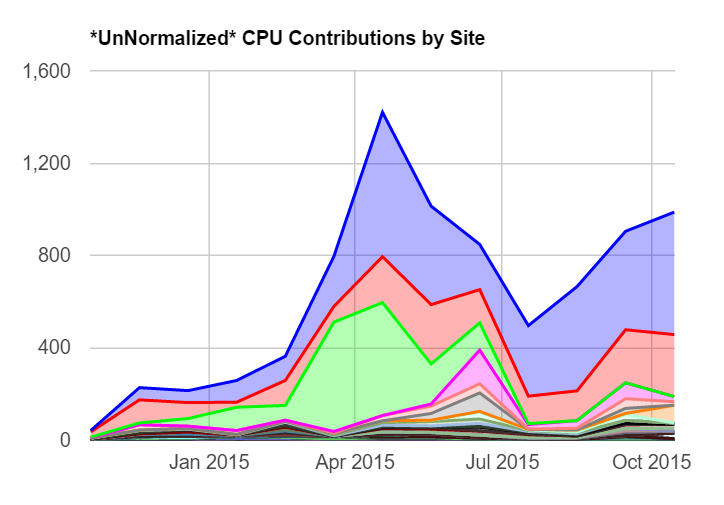 *UnNormalized* CPU Contributions by Site
1,600
1,200
800
400
0
Jan 2015 Apr 2015 Jul 2015 Oct 2015